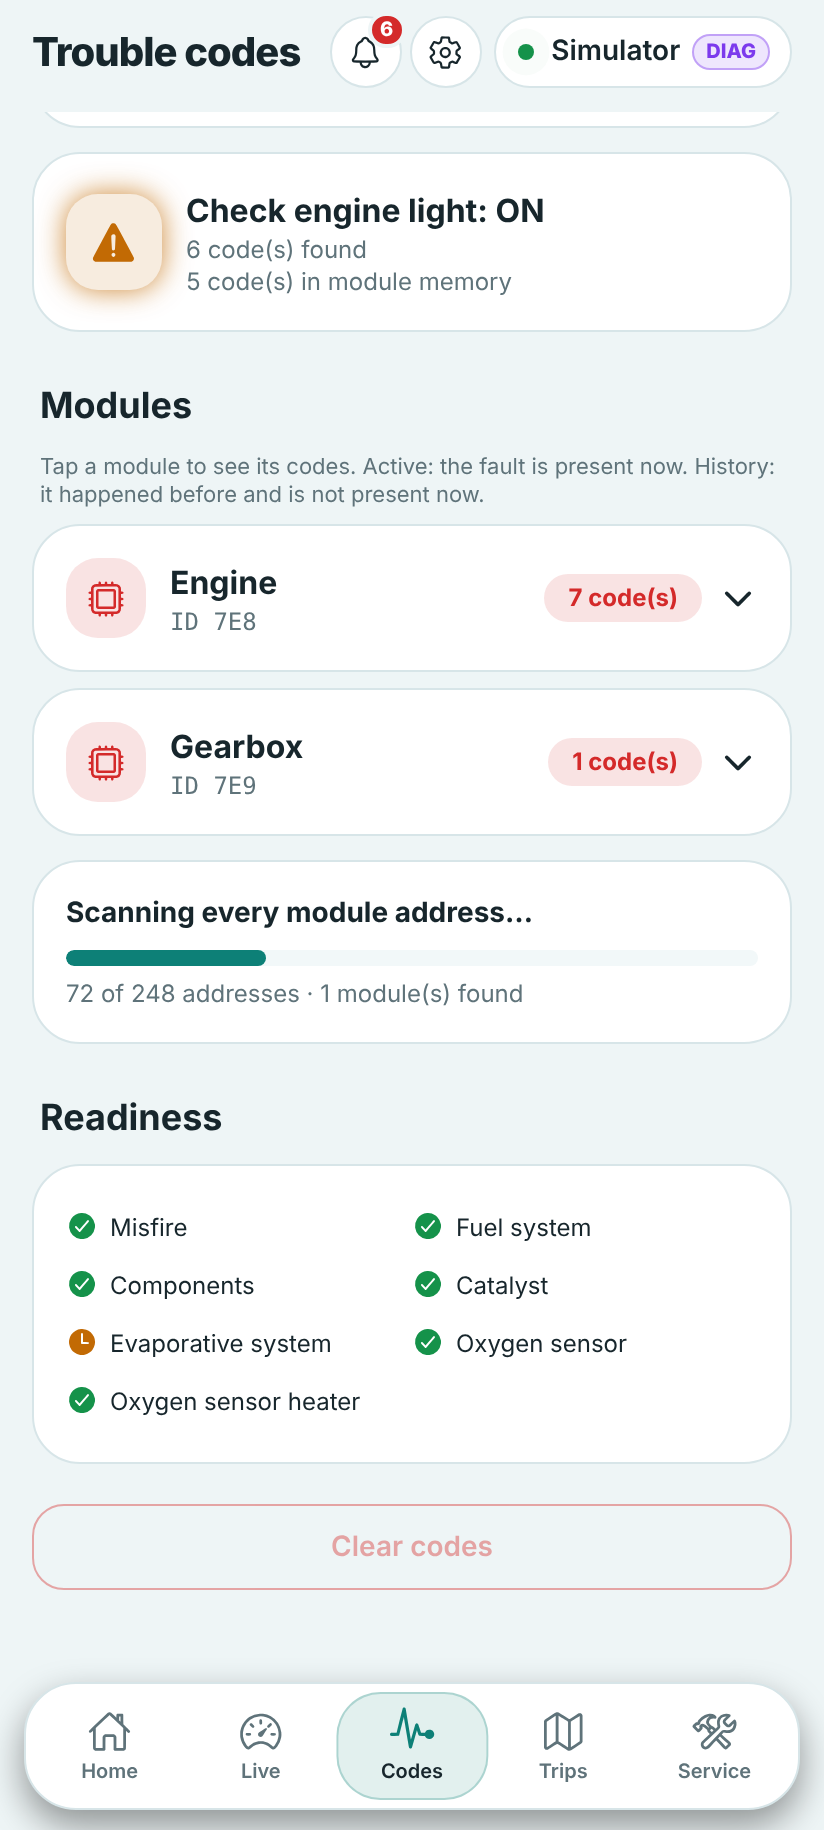 Trouble codes
6
Simulator
DIAG
Check engine light: ON
6 code(s) found
5 code(s) in module memory
Modules
Tap a module to see its codes. Active: the fault is present now. History:
it happened before and is not present now.
Engine
ID 7E8
7 code(s)
Gearbox
ID 7E9
1 code(s)
Scanning every module address...
72 of 248 addresses · 1 module(s) found
Readiness
Misfire
Fuel system
Components
Catalyst
Evaporative system
Oxygen sensor
Oxygen sensor heater
Clear codes
Home
Live
Codes
Trips
Service